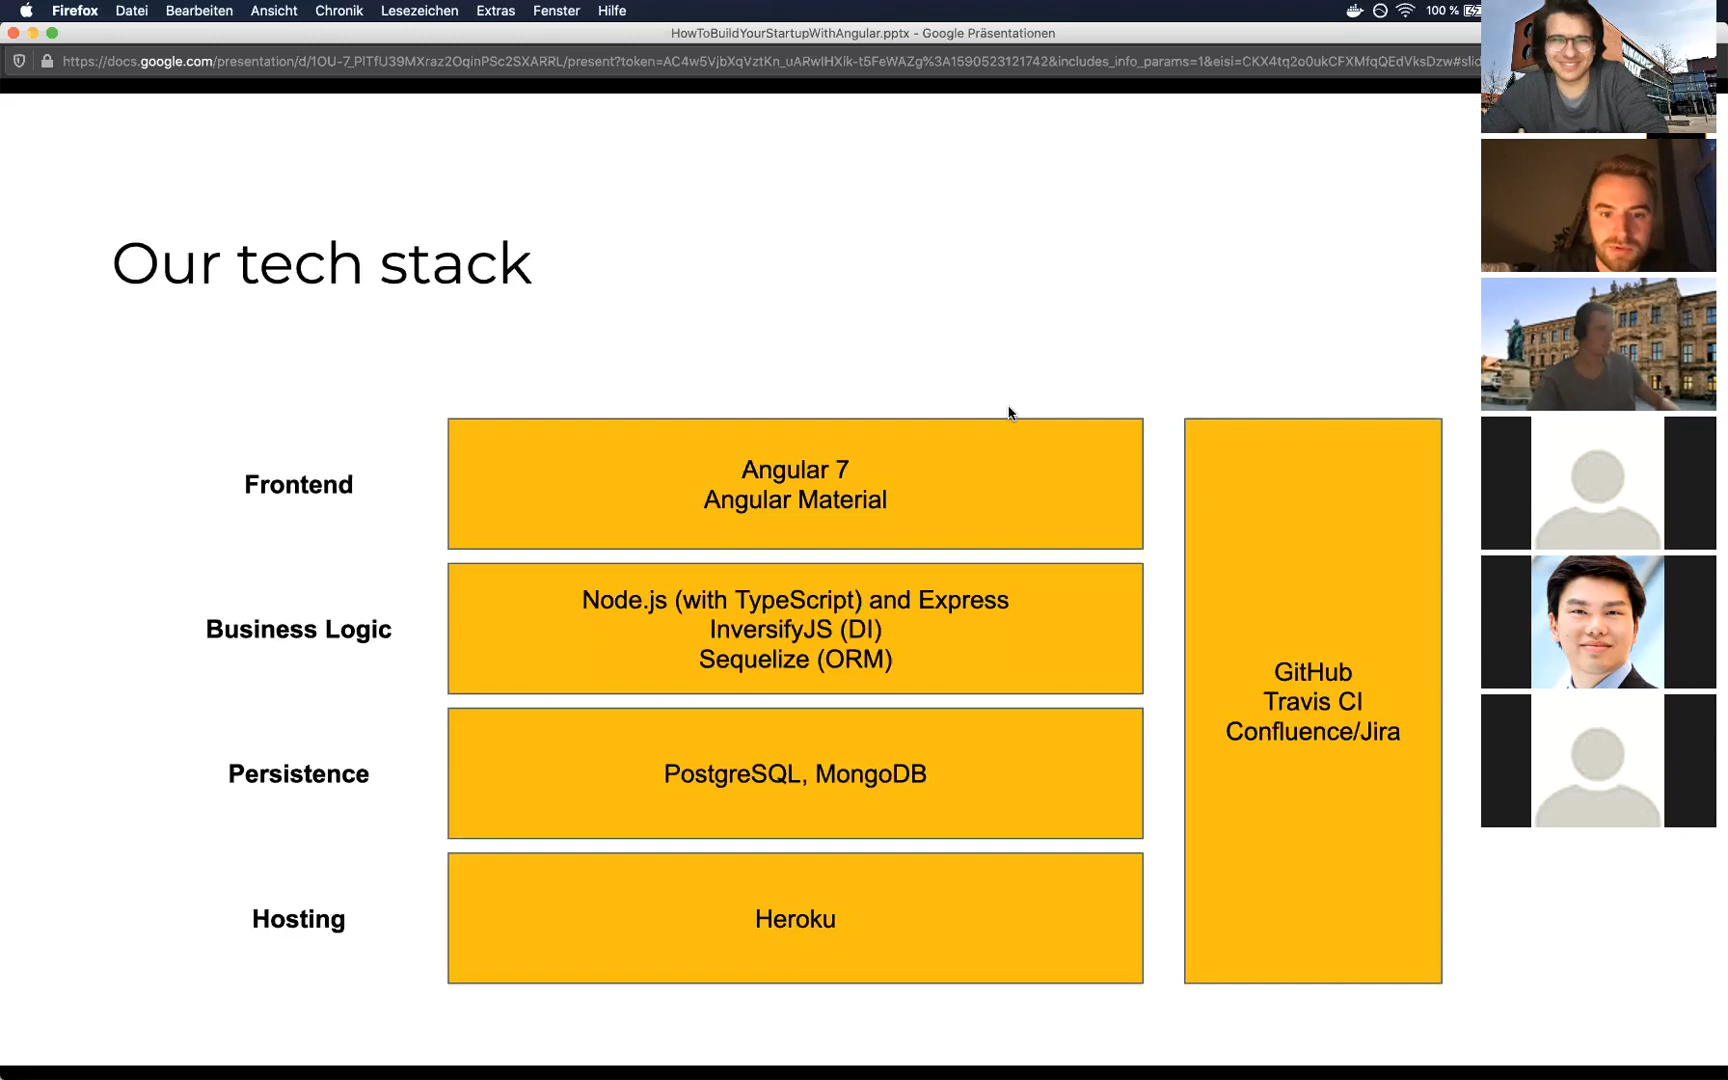 Firefox Datei Bearbeiten Ansicht Chronik Lesezeichen Extras Fenster Hilfe 100 %
HowToBuildYourStartupWithAngular.pptx - Google Präsentationen
https://docs.google.com/presentation/d/1OU-7_PlTfU39MXraz2OqinPSc2SXARRL/present?token=AC4w5VjbXqVztKn_uARwlHXik-t5FeWAZg%3A1590523121742&includes_info_params=1&eisi=CKX4tq2o0ukCFXMfqQEdVksDzw#slid
Our tech stack
Frontend
Angular 7
Angular Material
Business Logic
Node.js (with TypeScript) and Express
InversifyJS (DI)
Sequelize (ORM)
Persistence
PostgreSQL, MongoDB
Hosting
Heroku
GitHub
Travis CI
Confluence/Jira